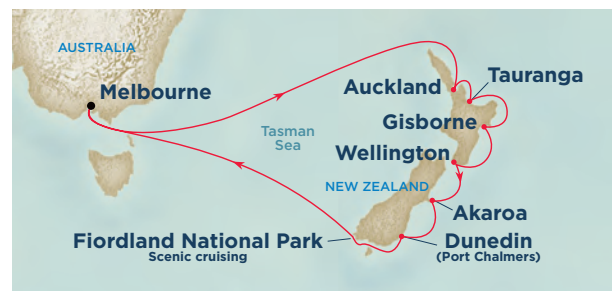 AUSTRALIA
Melbourne
Auckland
Tauranga
Gisborne
Tasman
Sea
Wellington
NEW ZEALAND
Akaroa
Fiordland National Park
Scenic cruising
Dunedin
(Port Chalmers)